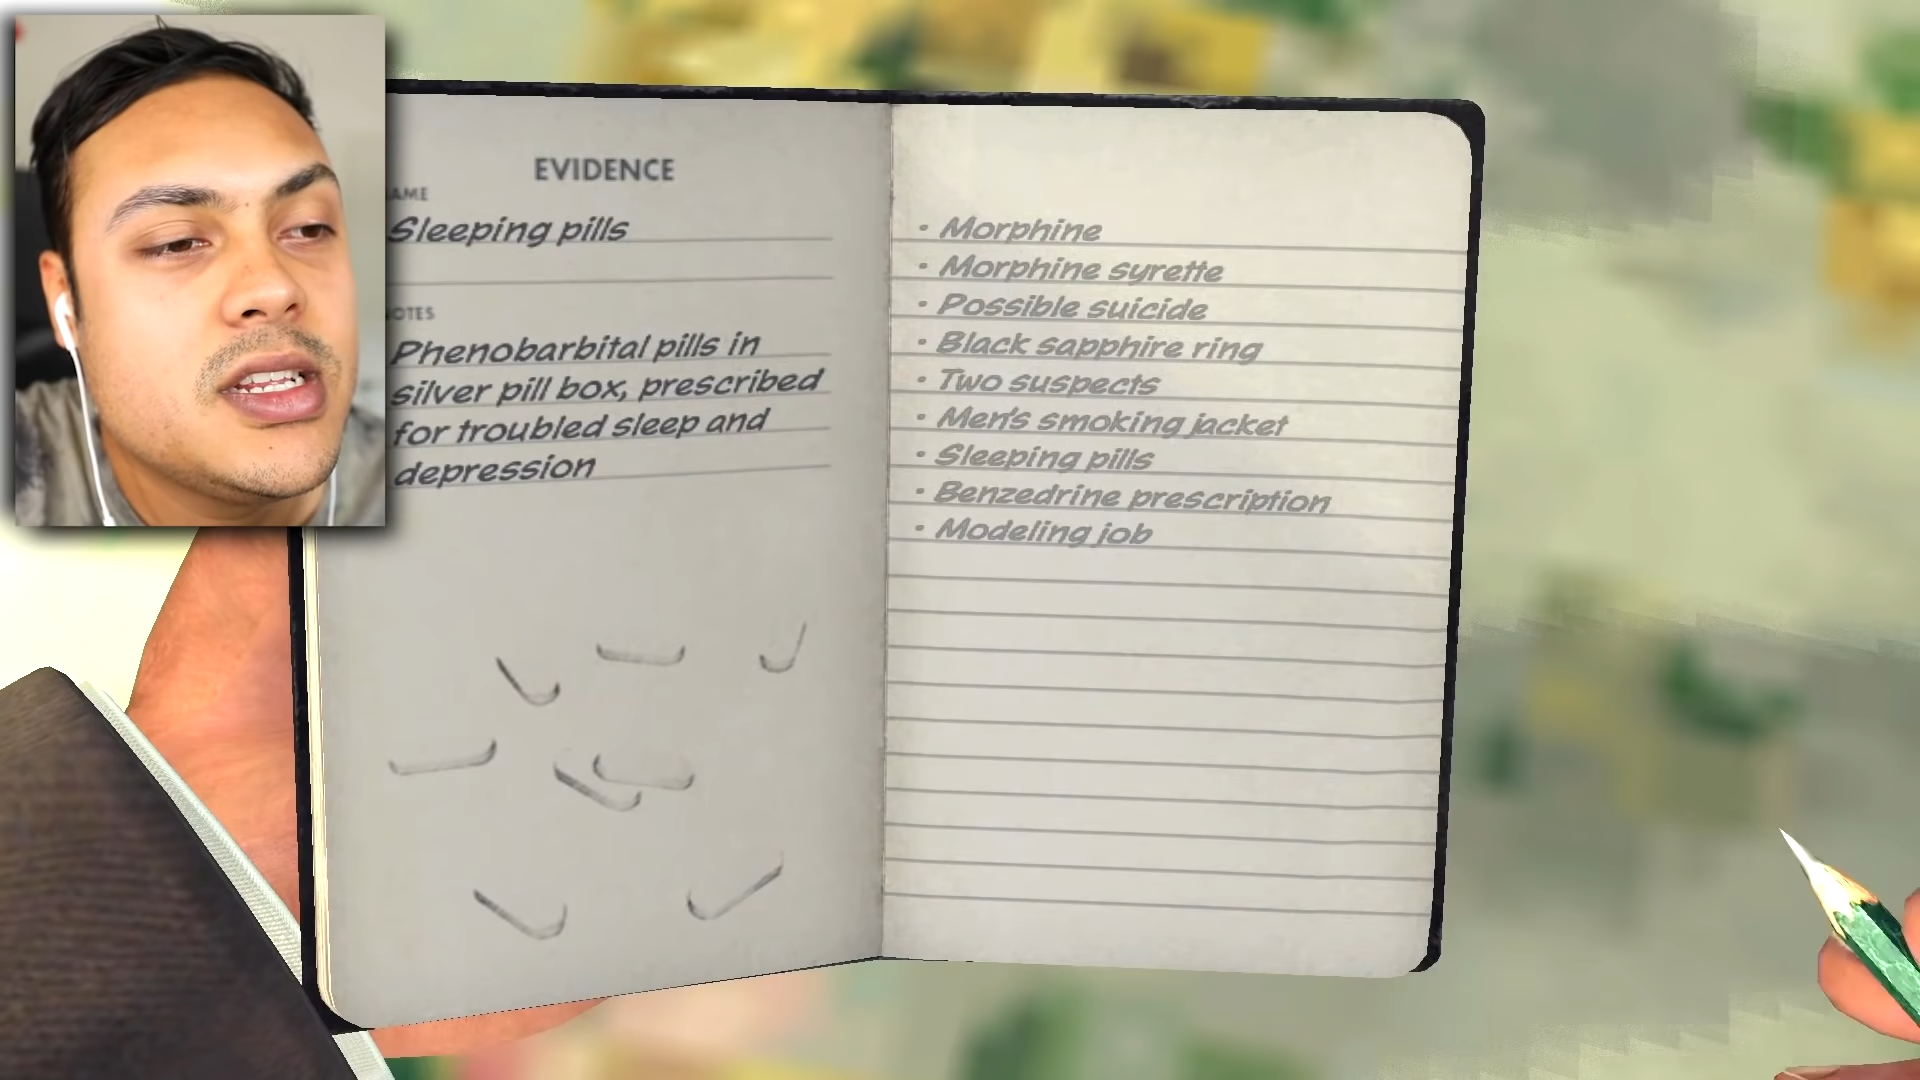 EVIDENCE
AME
Sleeping pills
OTES
Phenobarbital pills in
silver pill box, prescribed
for troubled sleep and
depression
• Morphine
• Morphine syrette
• Possible suicide
• Black sapphire ring
• Two suspects
• Men's smoking jacket
• Sleeping pills
• Benzedrine prescription
• Modeling job